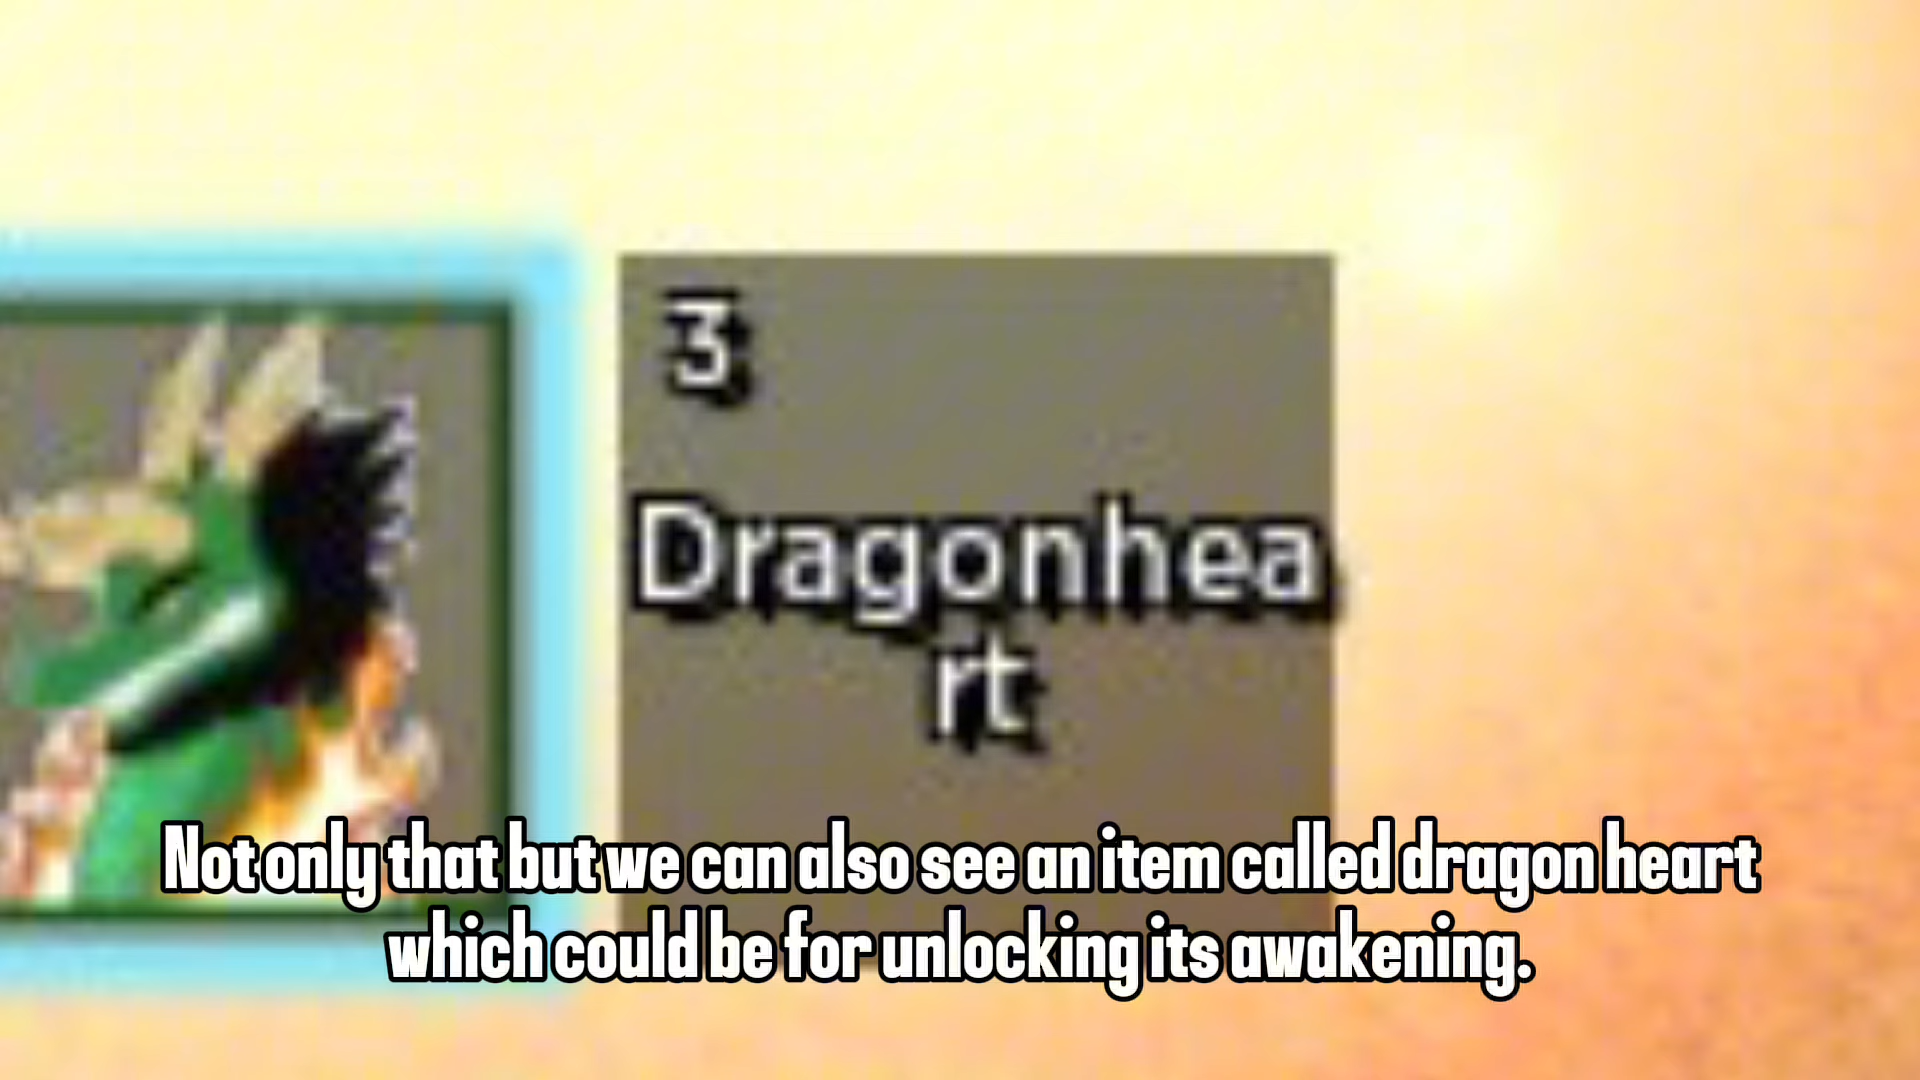 3
Dragonhea
rt
Not only that but we can also see an item called dragon heart
which could be for unlocking its awakening.